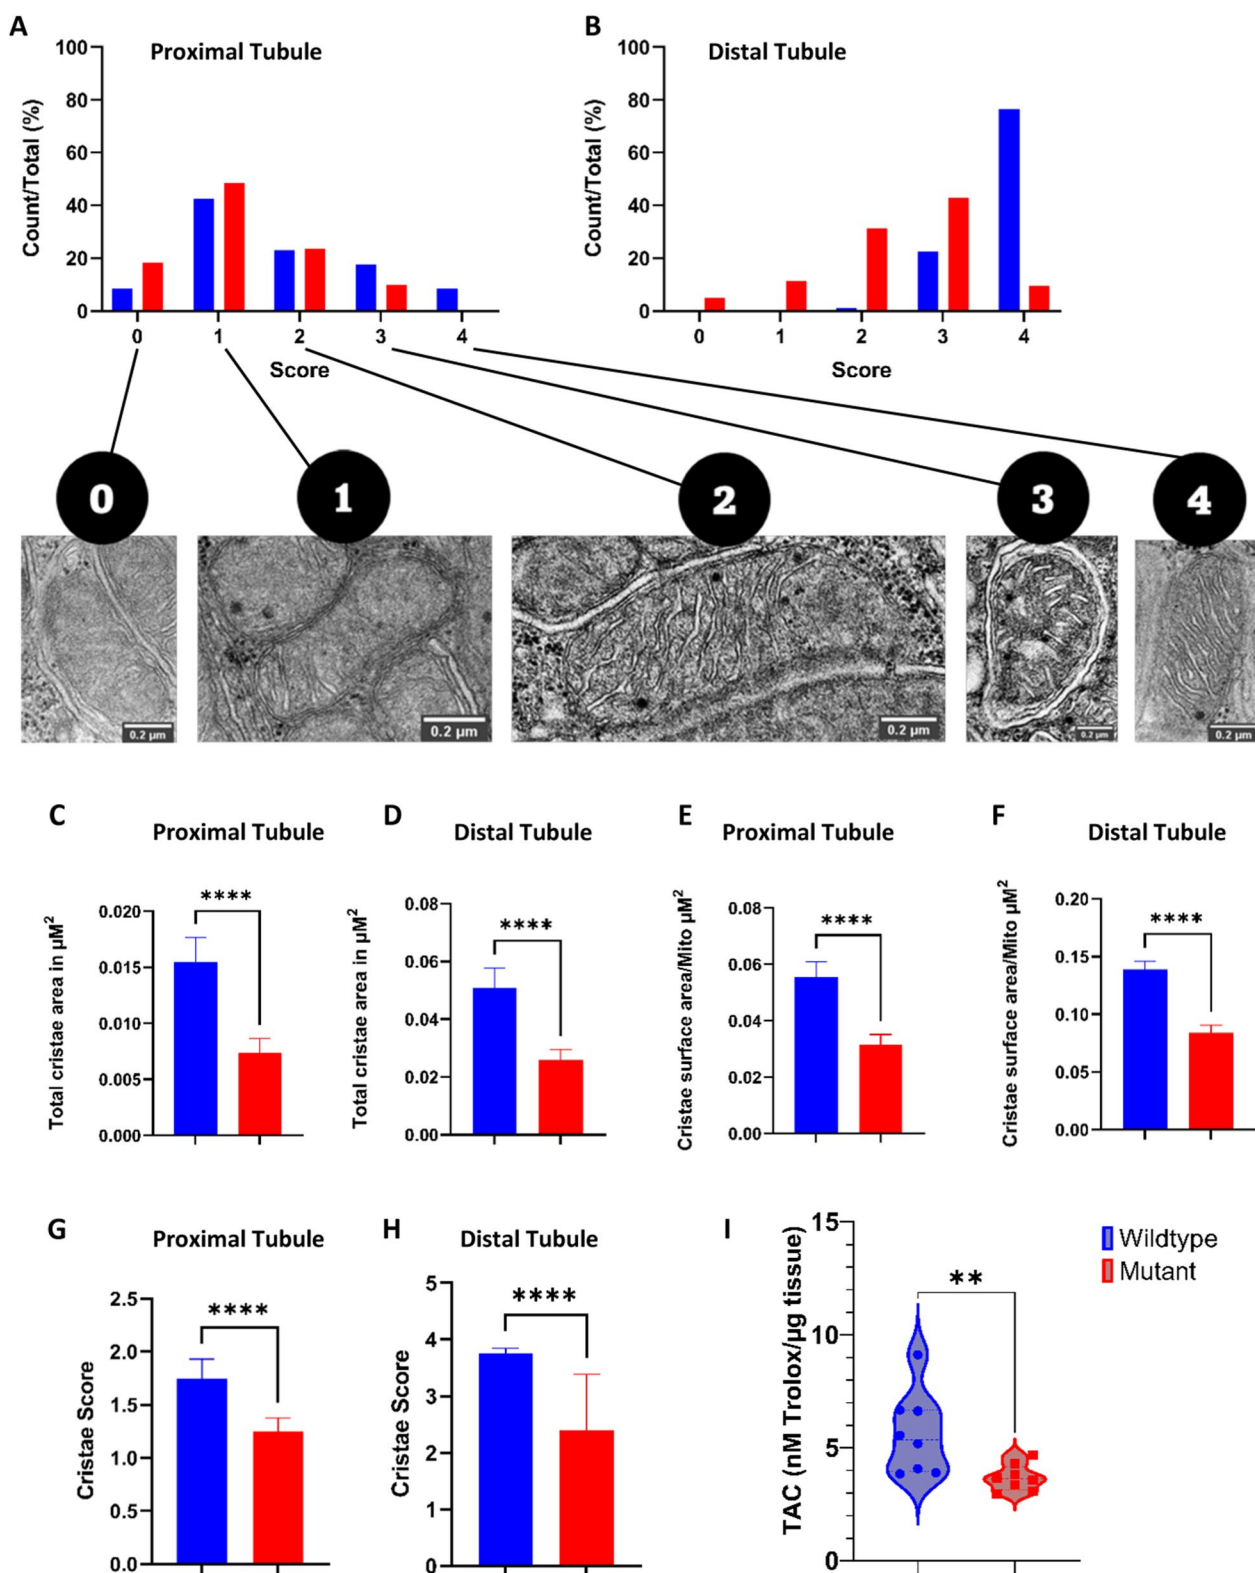 A
Proximal Tubule
Count/Total (%)
100
80
60
40
20
0
0 1 2 3 4
Score
B
Distal Tubule
Count/Total (%)
100
80
60
40
20
0
0 1 2 3 4
Score
0 1 2 3 4
0.2 µm 0.2 µm 0.2 µm 0.2 µm 0.2 µm
C
Proximal Tubule
Total cristae area in µM²
0.020
0.015
0.010
0.005
0.000
****
D
Distal Tubule
Total cristae area in µM²
0.08
0.06
0.04
0.02
0.00
****
E
Proximal Tubule
Cristae surface area/Mito µM²
0.08
0.06
0.04
0.02
0.00
****
F
Distal Tubule
Cristae surface area/Mito µM²
0.20
0.15
0.10
0.05
0.00
****
G
Proximal Tubule
Cristae Score
2.5
2.0
1.5
1.0
0.5
0.0
****
H
Distal Tubule
Cristae Score
5
4
3
2
1
0
****
I
TAC (nM Trolox/µg tissue)
15
10
5
0
**
Wildtype
Mutant